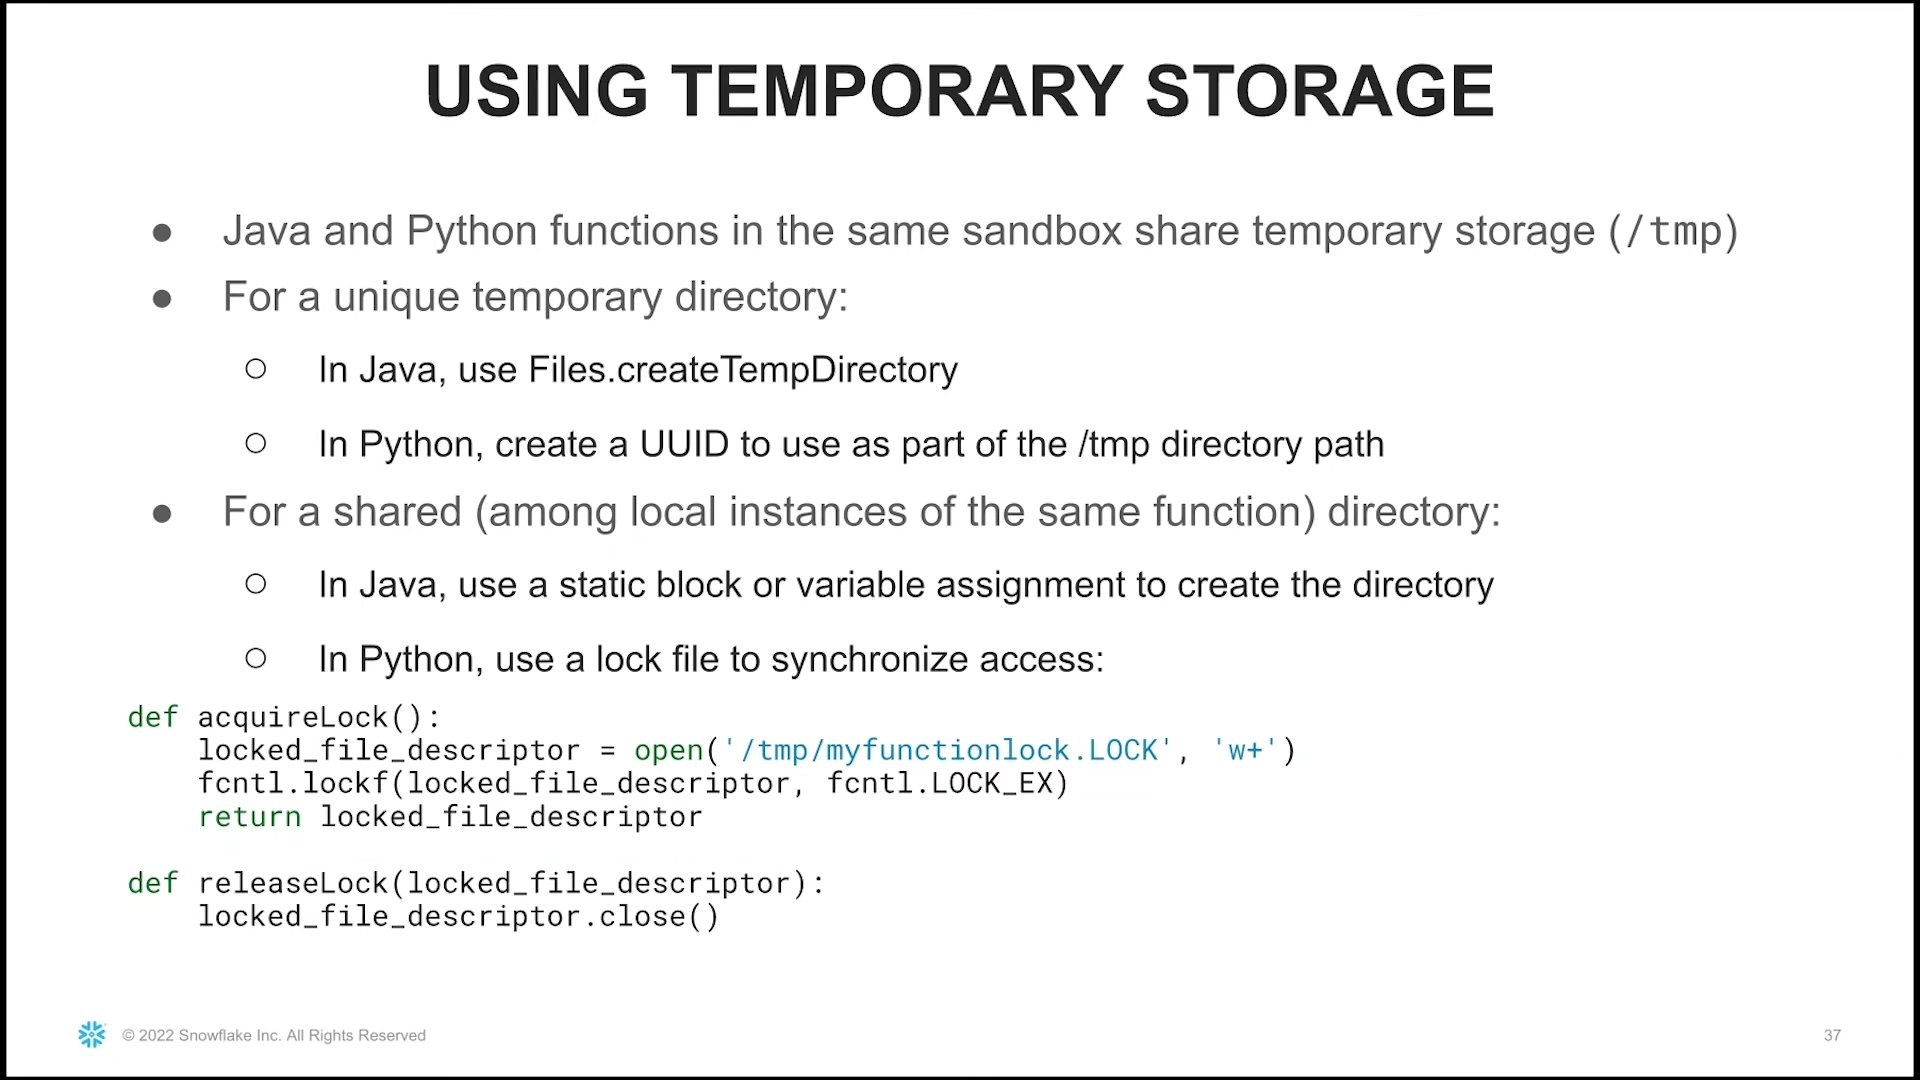 USING TEMPORARY STORAGE
● Java and Python functions in the same sandbox share temporary storage (/tmp)
● For a unique temporary directory:
○ In Java, use Files.createTempDirectory
○ In Python, create a UUID to use as part of the /tmp directory path
● For a shared (among local instances of the same function) directory:
○ In Java, use a static block or variable assignment to create the directory
○ In Python, use a lock file to synchronize access:
def acquireLock():
    locked_file_descriptor = open('/tmp/myfunctionlock.LOCK', 'w+')
    fcntl.lockf(locked_file_descriptor, fcntl.LOCK_EX)
    return locked_file_descriptor
def releaseLock(locked_file_descriptor):
    locked_file_descriptor.close()
© 2022 Snowflake Inc. All Rights Reserved
37